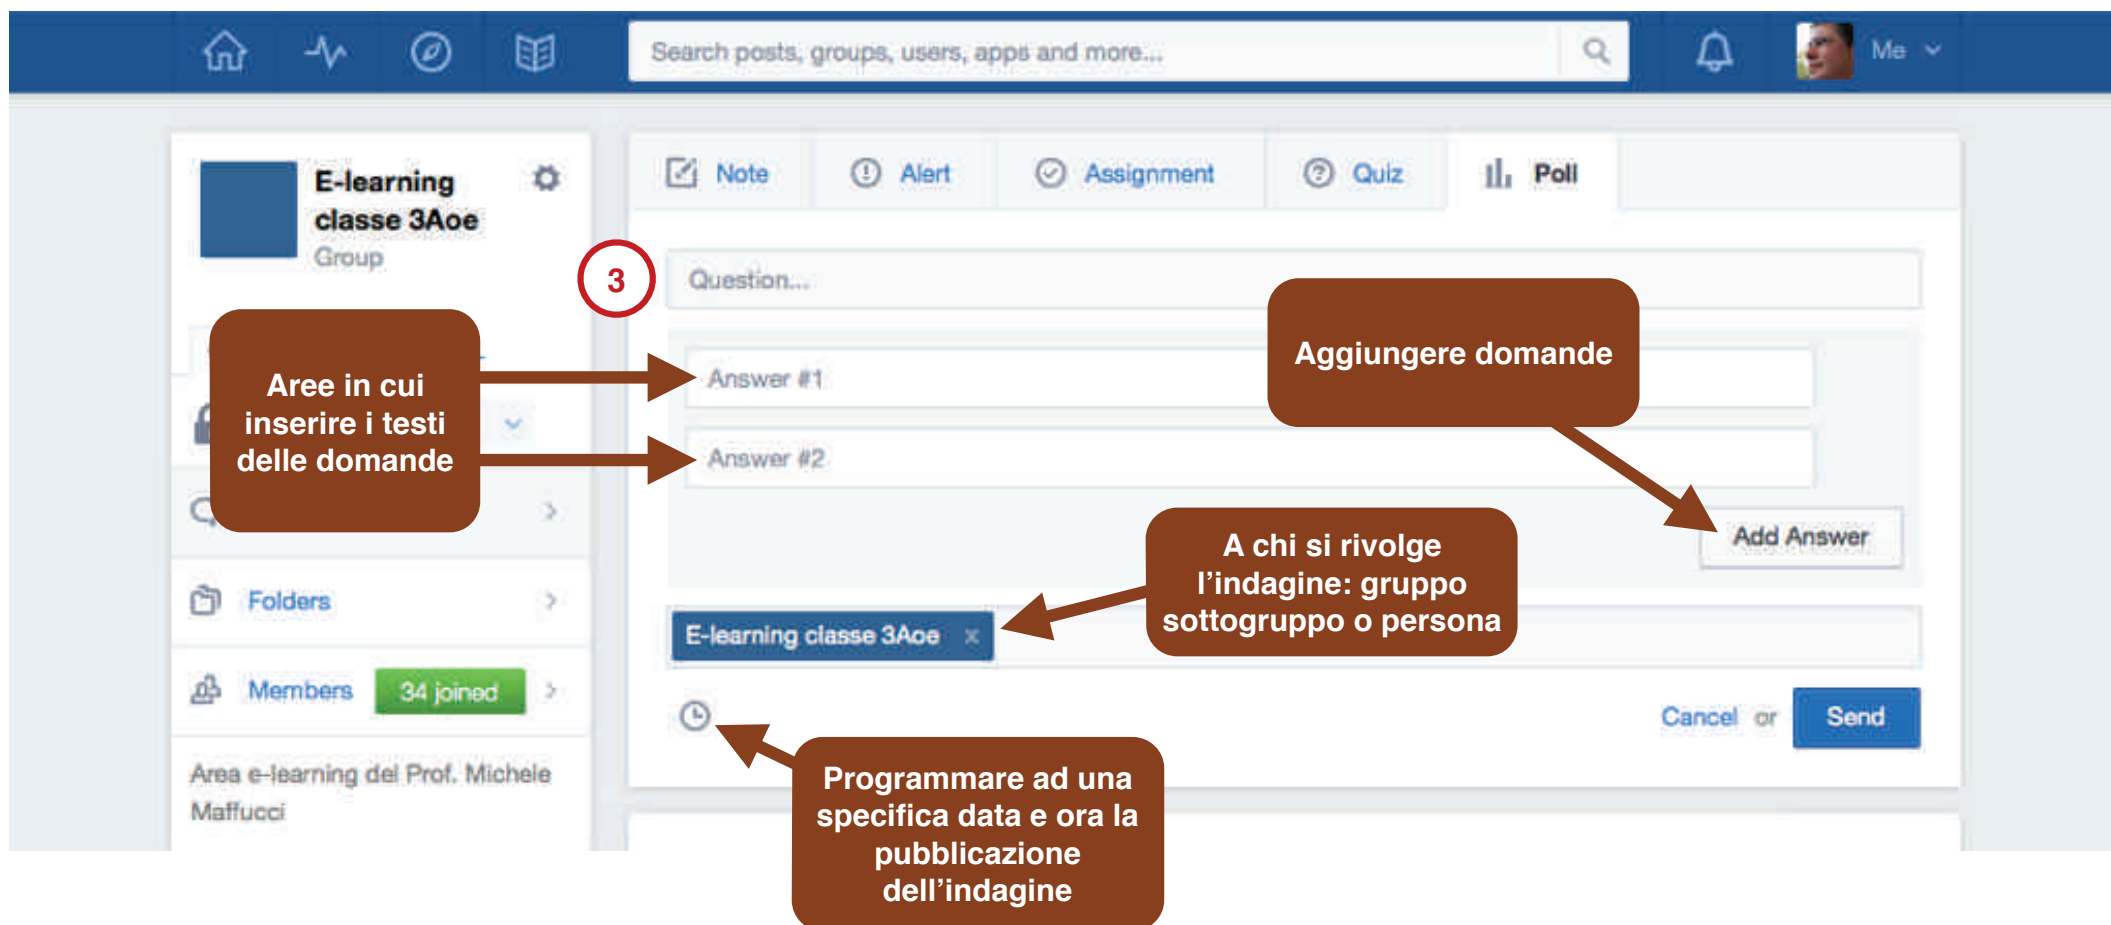 Search posts, groups, users, apps and more...
Me
E-learning
classe 3Aoe
Group
Note
Alert
Assignment
Quiz
Poll
3
Question...
Aree in cui
inserire i testi
delle domande
Answer #1
Answer #2
Aggiungere domande
Add Answer
A chi si rivolge
l’indagine: gruppo
sottogruppo o persona
E-learning classe 3Aoe x
Folders
Members
34 joined
Cancel or
Send
Area e-learning del Prof. Michele
Maffucci
Programmare ad una
specifica data e ora la
pubblicazione
dell’indagine